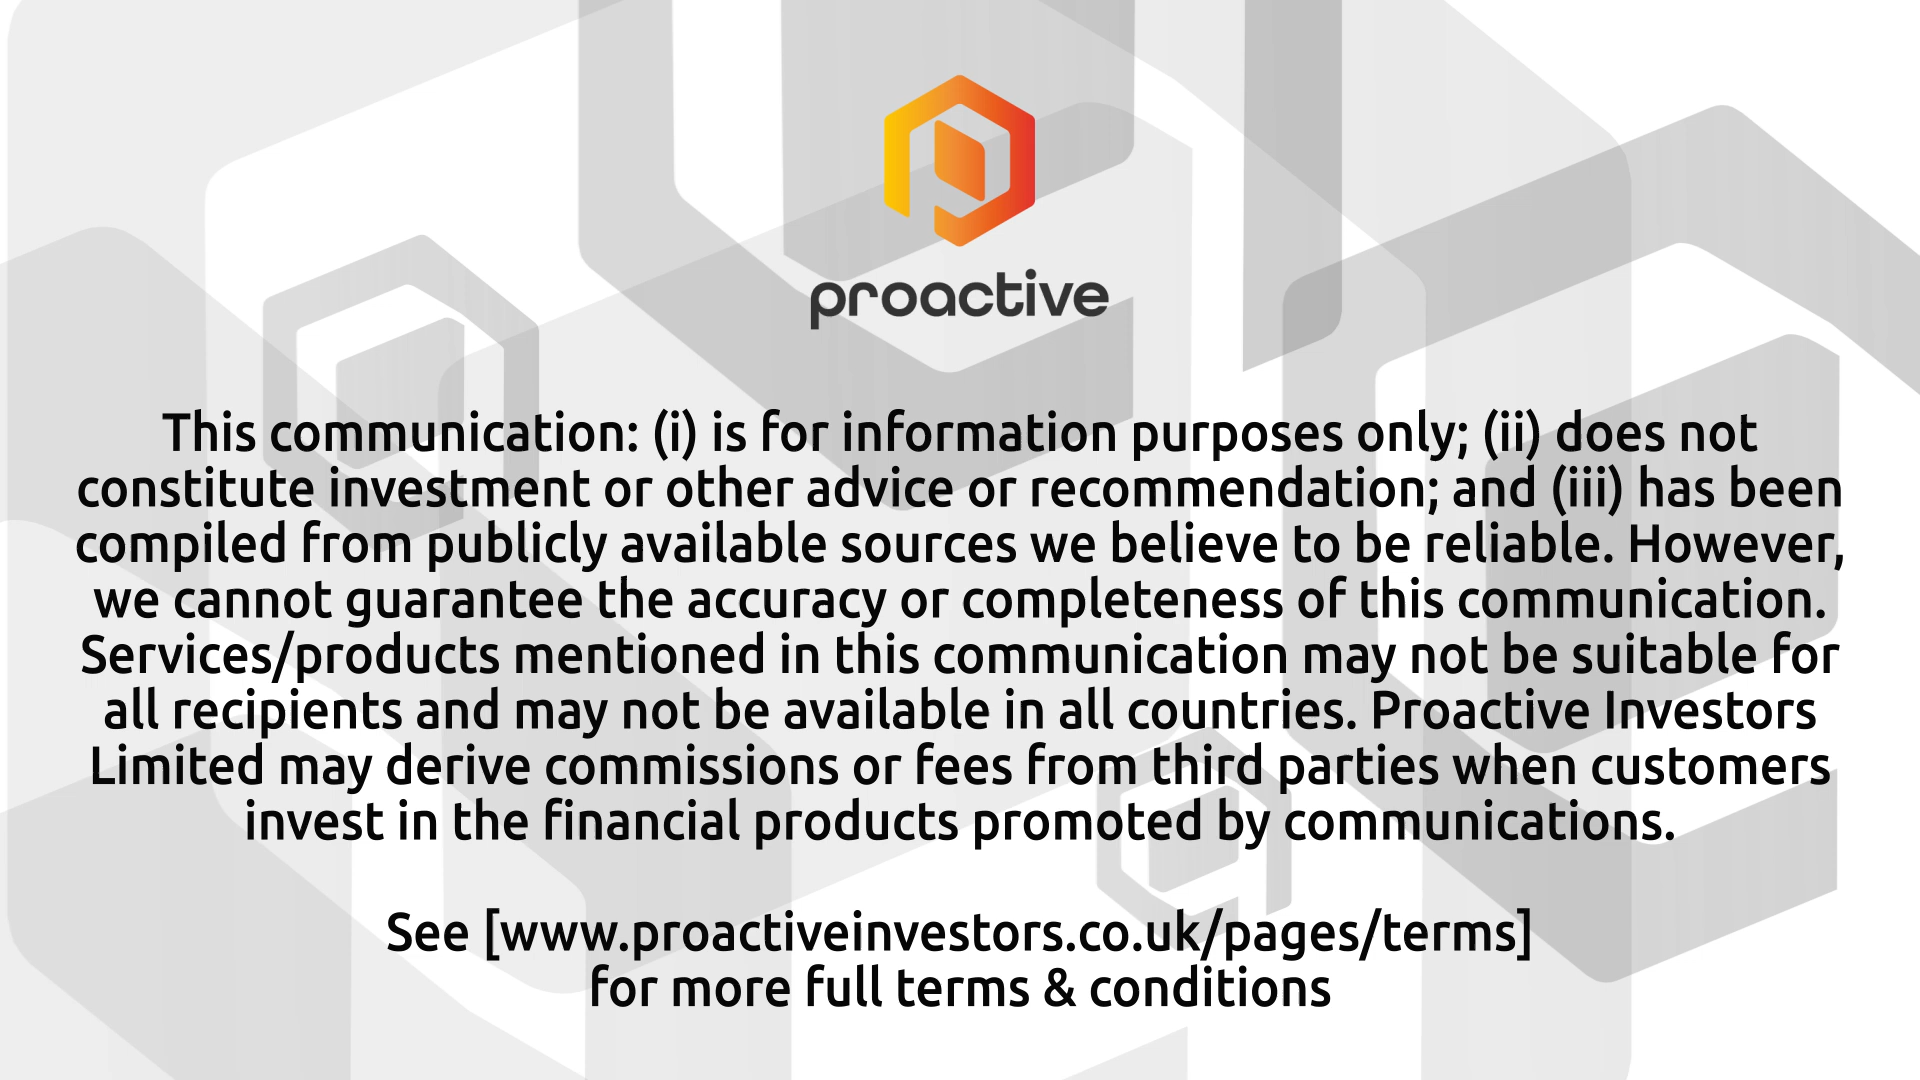 proactive
This communication: (i) is for information purposes only; (ii) does not
constitute investment or other advice or recommendation; and (iii) has been
compiled from publicly available sources we believe to be reliable. However,
we cannot guarantee the accuracy or completeness of this communication.
Services/products mentioned in this communication may not be suitable for
all recipients and may not be available in all countries. Proactive Investors
Limited may derive commissions or fees from third parties when customers
invest in the financial products promoted by communications.
See [www.proactiveinvestors.co.uk/pages/terms]
for more full terms & conditions